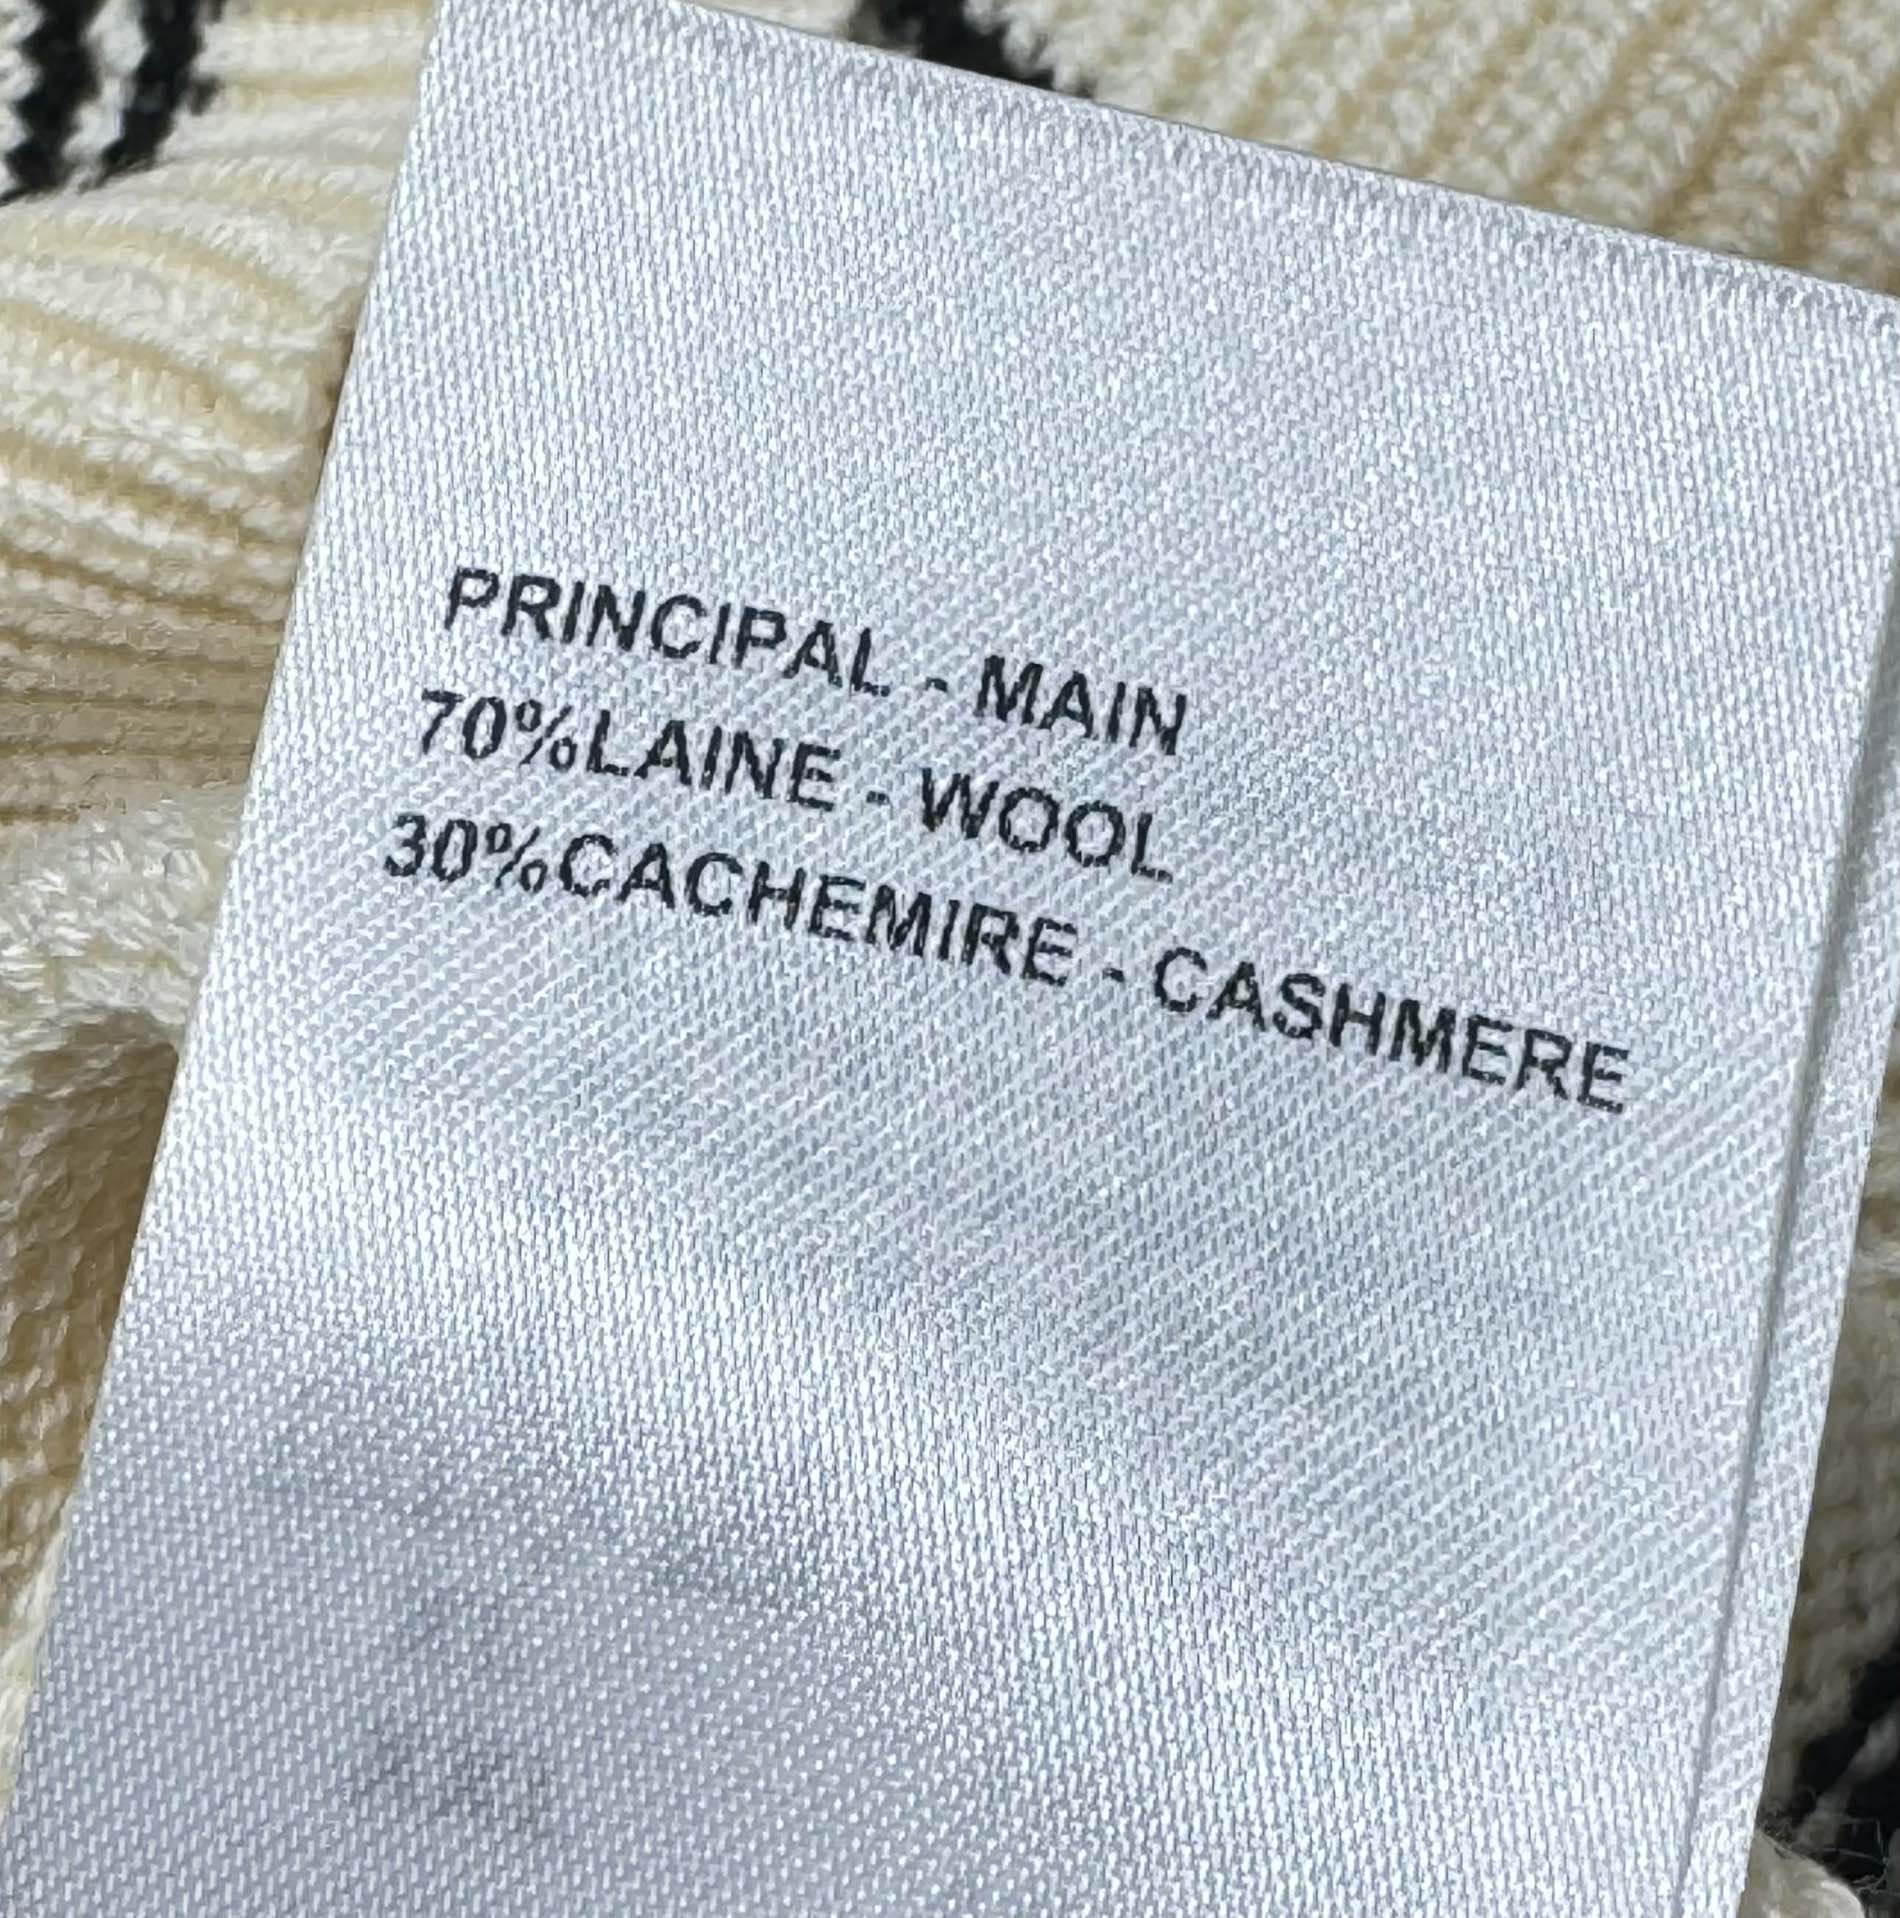 PRINCIPAL - MAIN
70%LAINE - WOOL
30%CACHEMIRE - CASHMERE